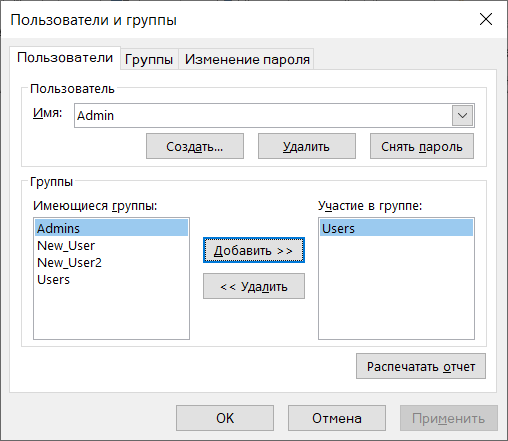 Пользователи и группы
Пользователи Группы Изменение пароля
Пользователь
Имя: Admin
Создать... Удалить Снять пароль
Группы
Имеющиеся группы: Участие в группе:
Admins Users
New_User
Добавить >>
New_User2
Users
<< Удалить
Распечатать отчет
OK Отмена Применить